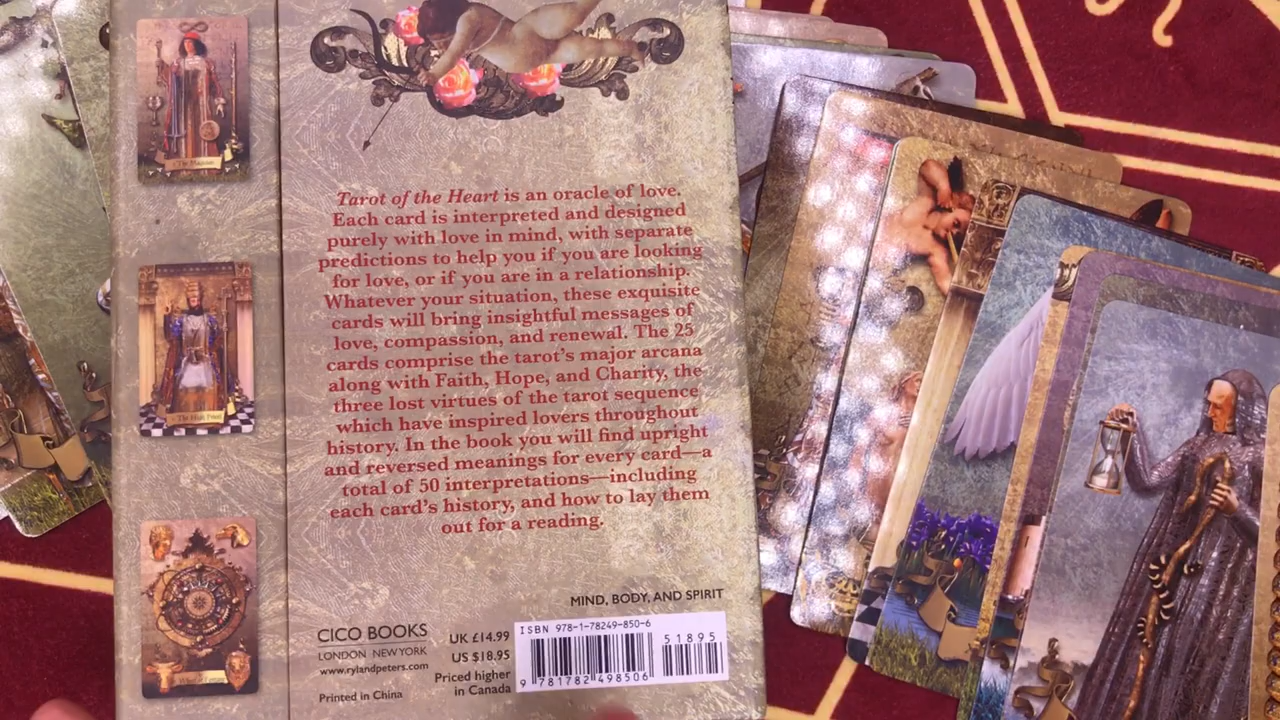 The Magician
The High Priest
Tarot of the Heart is an oracle of love.
Each card is interpreted and designed
purely with love in mind, with separate
predictions to help you if you are looking
for love, or if you are in a relationship.
Whatever your situation, these exquisite
cards will bring insightful messages of
love, compassion, and renewal. The 25
cards comprise the tarot's major arcana
along with Faith, Hope, and Charity, the
three lost virtues of the tarot sequence
which have inspired lovers throughout
history. In the book you will find upright
and reversed meanings for every card—a
total of 50 interpretations—including
each card's history, and how to lay them
out for a reading.
MIND, BODY, AND SPIRIT
CICO BOOKS
LONDON NEW YORK
www.rylandpeters.com
Printed in China
UK £14.99
US $18.95
Priced higher
in Canada
ISBN 978-1-78249-850-6
51895
9 781782 498506